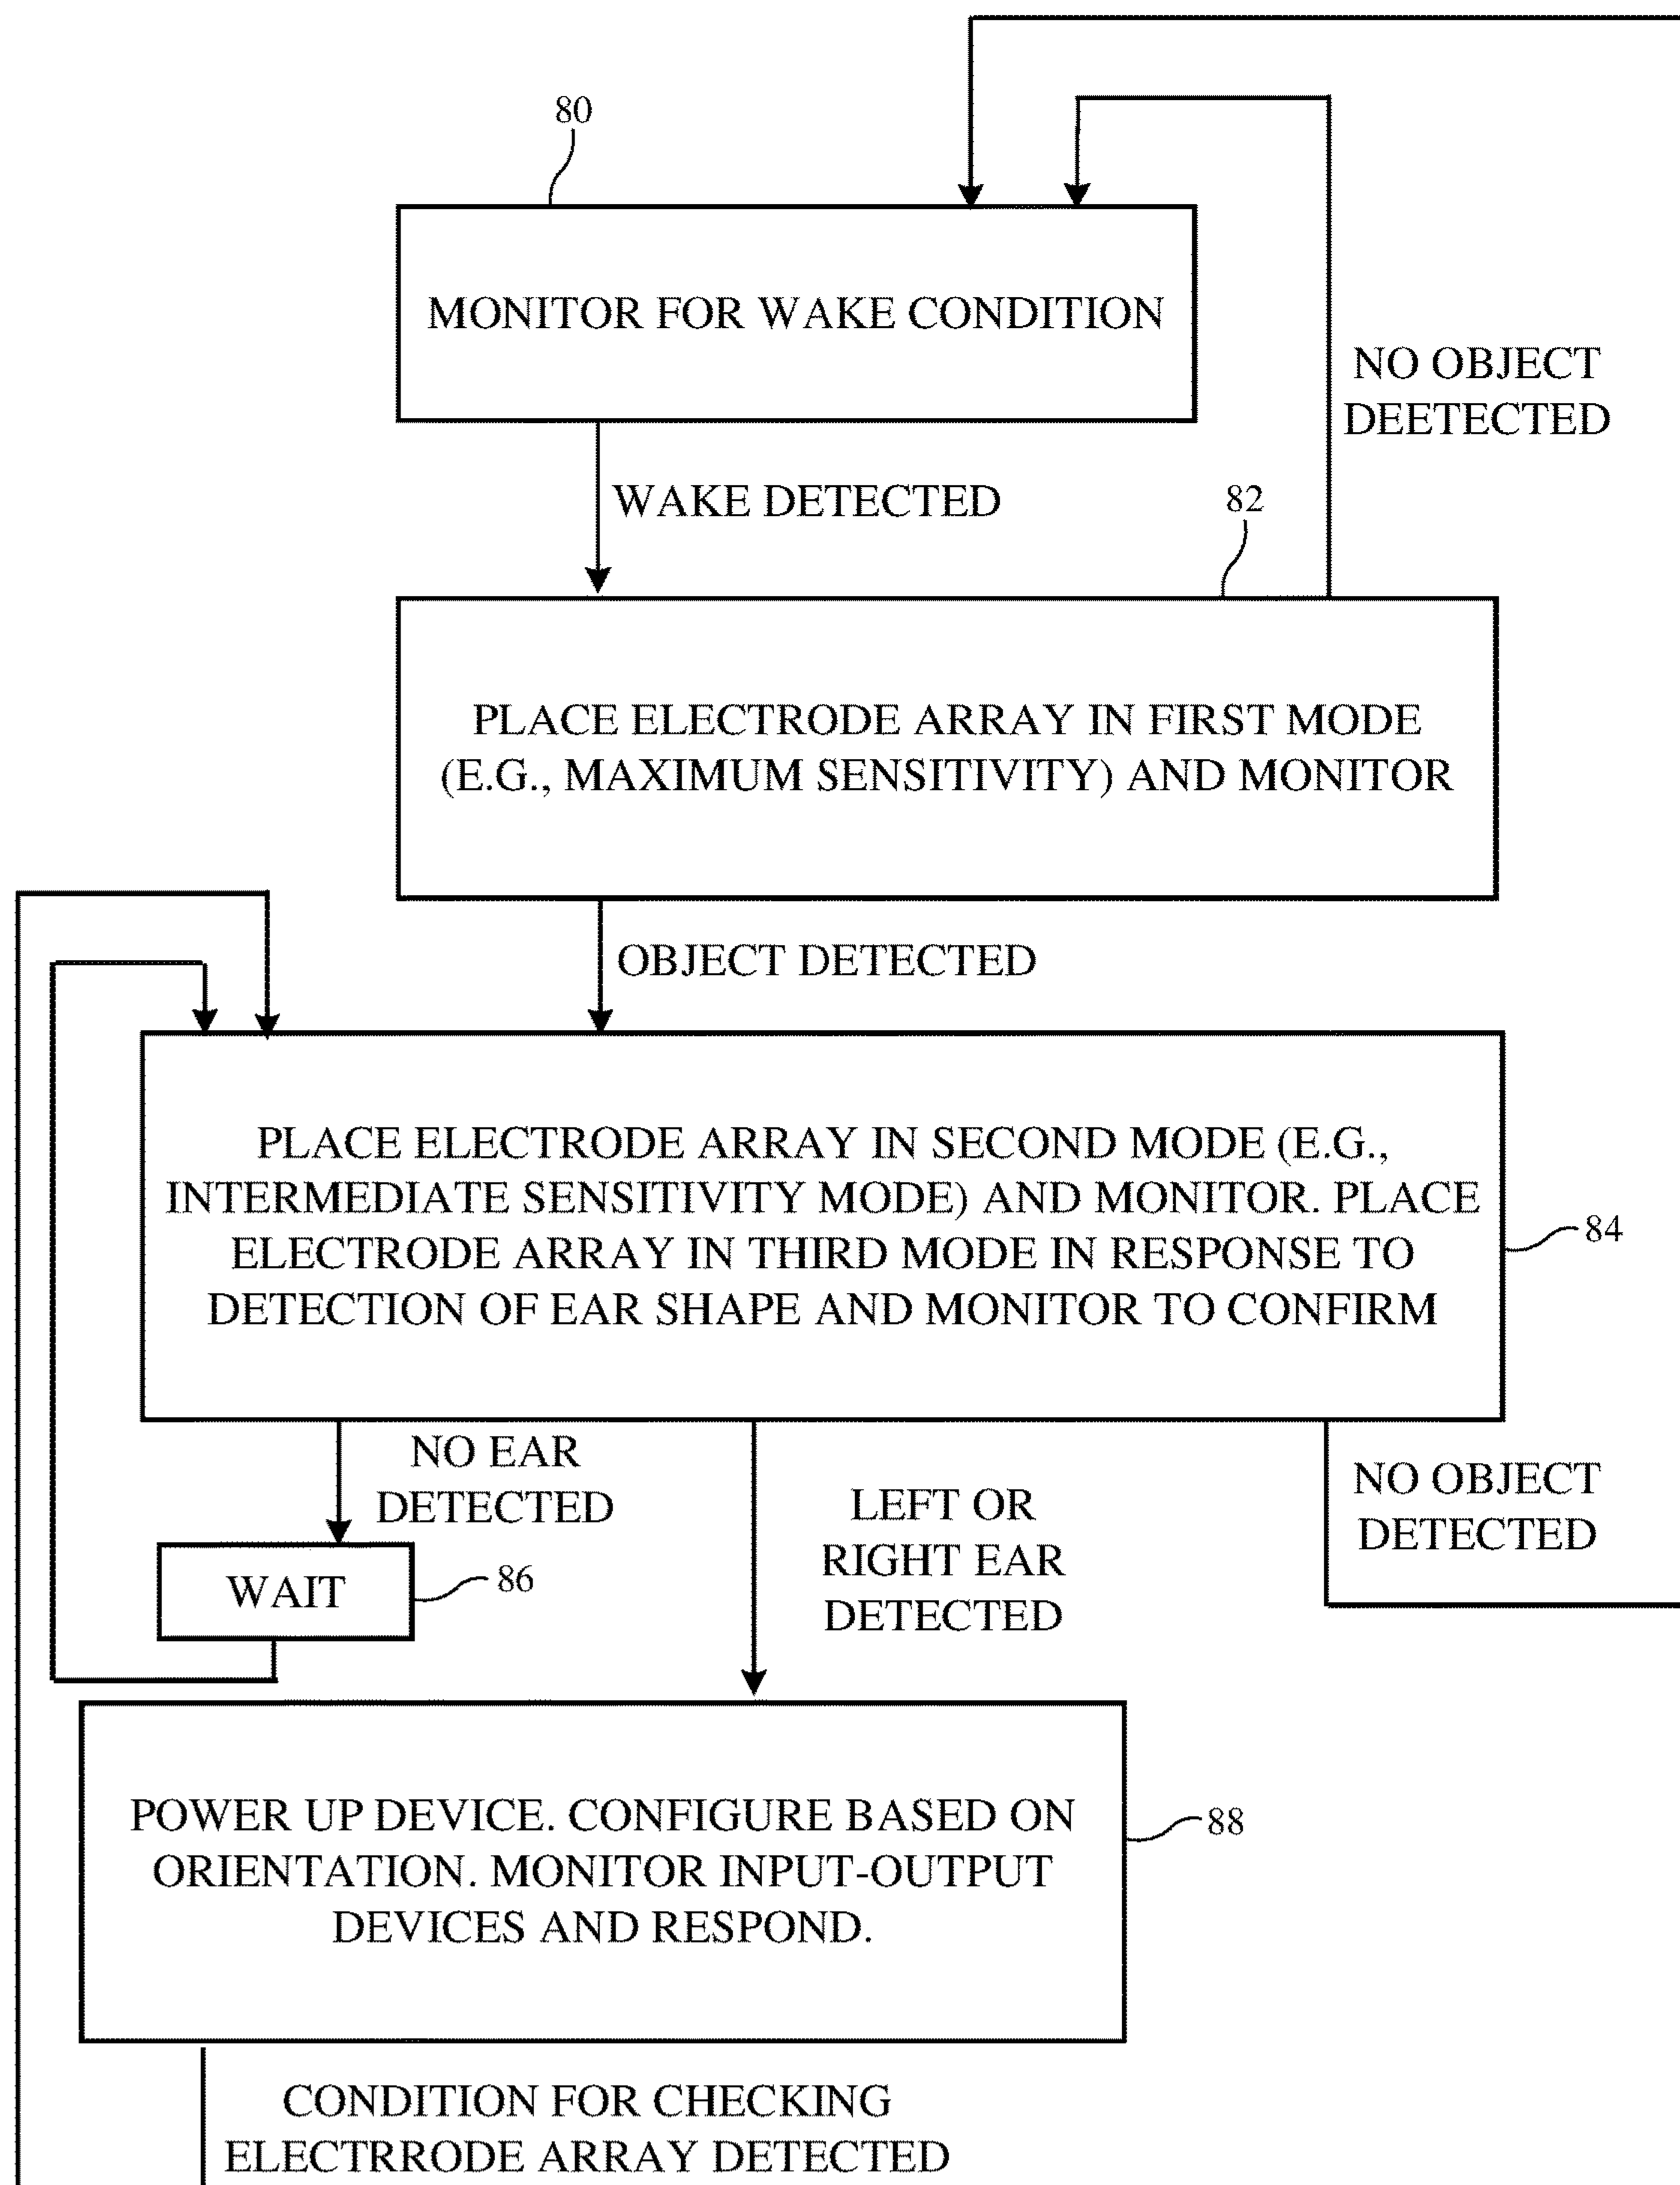 80
MONITOR FOR WAKE CONDITION
NO OBJECT
DEETECTED
WAKE DETECTED
82
PLACE ELECTRODE ARRAY IN FIRST MODE
(E.G., MAXIMUM SENSITIVITY) AND MONITOR
OBJECT DETECTED
PLACE ELECTRODE ARRAY IN SECOND MODE (E.G.,
INTERMEDIATE SENSITIVITY MODE) AND MONITOR. PLACE
ELECTRODE ARRAY IN THIRD MODE IN RESPONSE TO
DETECTION OF EAR SHAPE AND MONITOR TO CONFIRM
84
NO EAR
DETECTED
LEFT OR
RIGHT EAR
DETECTED
NO OBJECT
DETECTED
WAIT
86
POWER UP DEVICE. CONFIGURE BASED ON
ORIENTATION. MONITOR INPUT-OUTPUT
DEVICES AND RESPOND.
88
CONDITION FOR CHECKING
ELECTRRODE ARRAY DETECTED